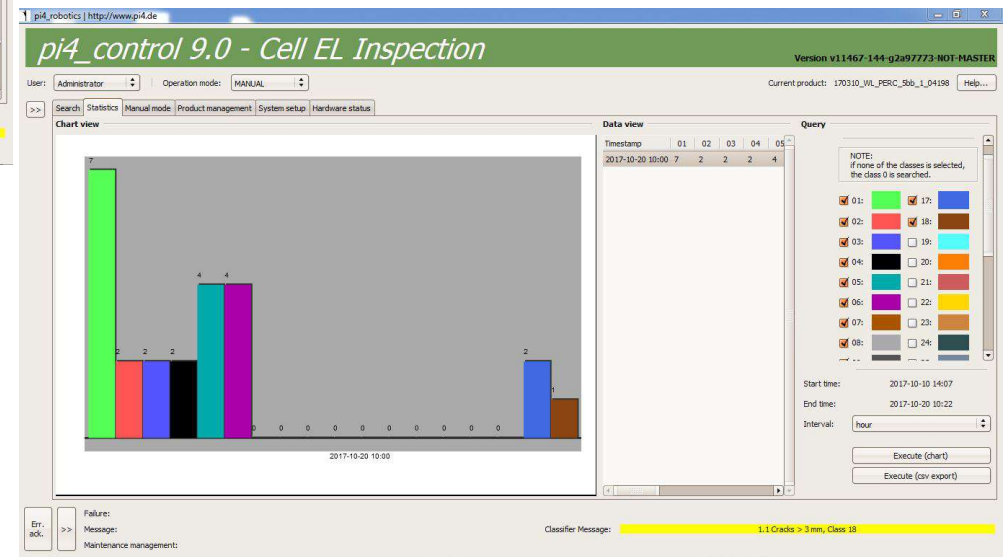 pi4_robotics | http://www.pi4.de
pi4_control 9.0 - Cell EL Inspection
Version v11467-144-g2a97773-NOT-MASTER
User: Administrator Operation mode: MANUAL Current product: 170310_WL_PERC_5bb_1_04198 Help...
>> Search Statistics Manual mode Product management System setup Hardware status
Chart view
7
2 2 2 4 4 0 0 0 0 0 0 0 0 0 0 2 1
2017-10-20 10:00
Data view
Timestamp 01 02 03 04 05
2017-10-20 10:00 7 2 2 2 4
Query
NOTE:
if none of the classes is selected,
the class 0 is searched.
01: 17:
02: 18:
03: 19:
04: 20:
05: 21:
06: 22:
07: 23:
08: 24:
Start time: 2017-10-10 14:07
End time: 2017-10-20 10:22
Interval: hour
Execute (chart)
Execute (csv export)
Err.
ack.
>>
Failure:
Message:
Maintenance management:
Classifier Message: 1.1 Cracks > 3 mm, Class 18